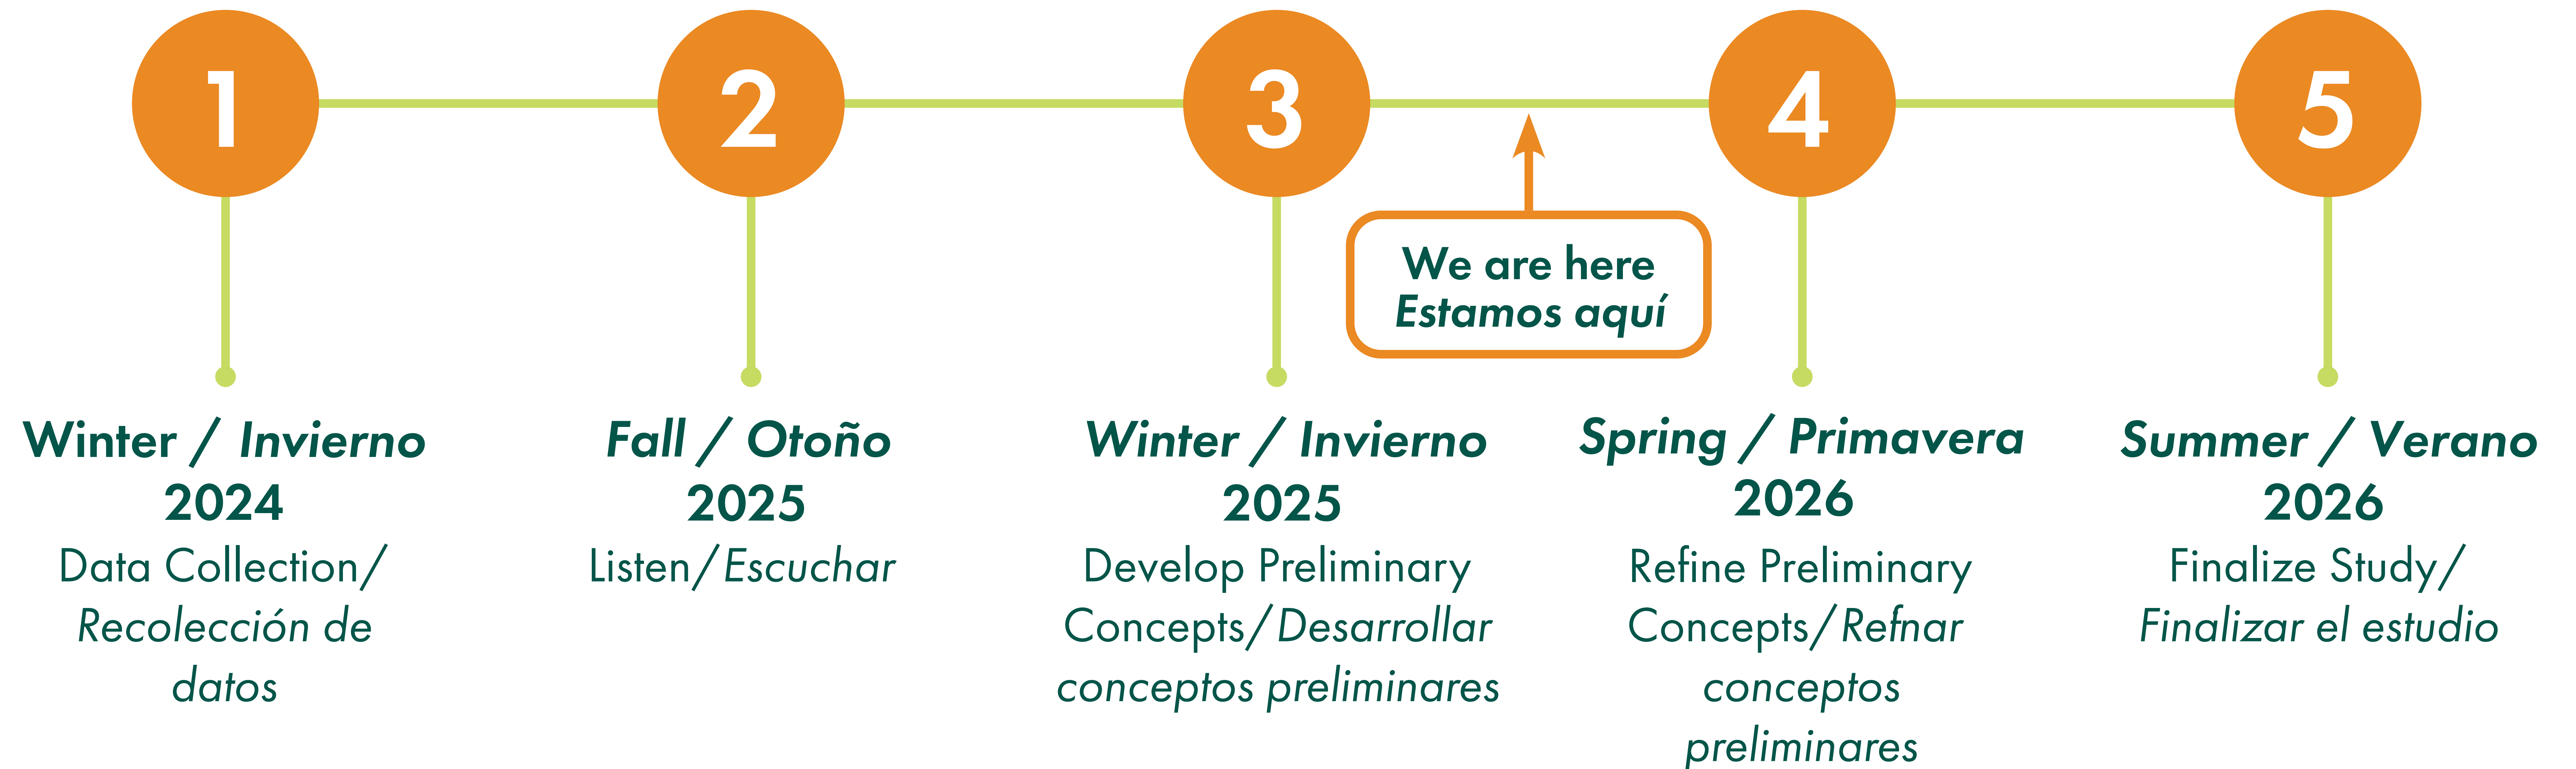 1
2
3
4
5
We are here
Estamos aquí
Winter / Invierno
2024
Data Collection/
Recolección de
datos
Fall / Otoño
2025
Listen/Escuchar
Winter / Invierno
2025
Develop Preliminary
Concepts/Desarrollar
conceptos preliminares
Spring / Primavera
2026
Refine Preliminary
Concepts/Refnar
conceptos
preliminares
Summer / Verano
2026
Finalize Study/
Finalizar el estudio